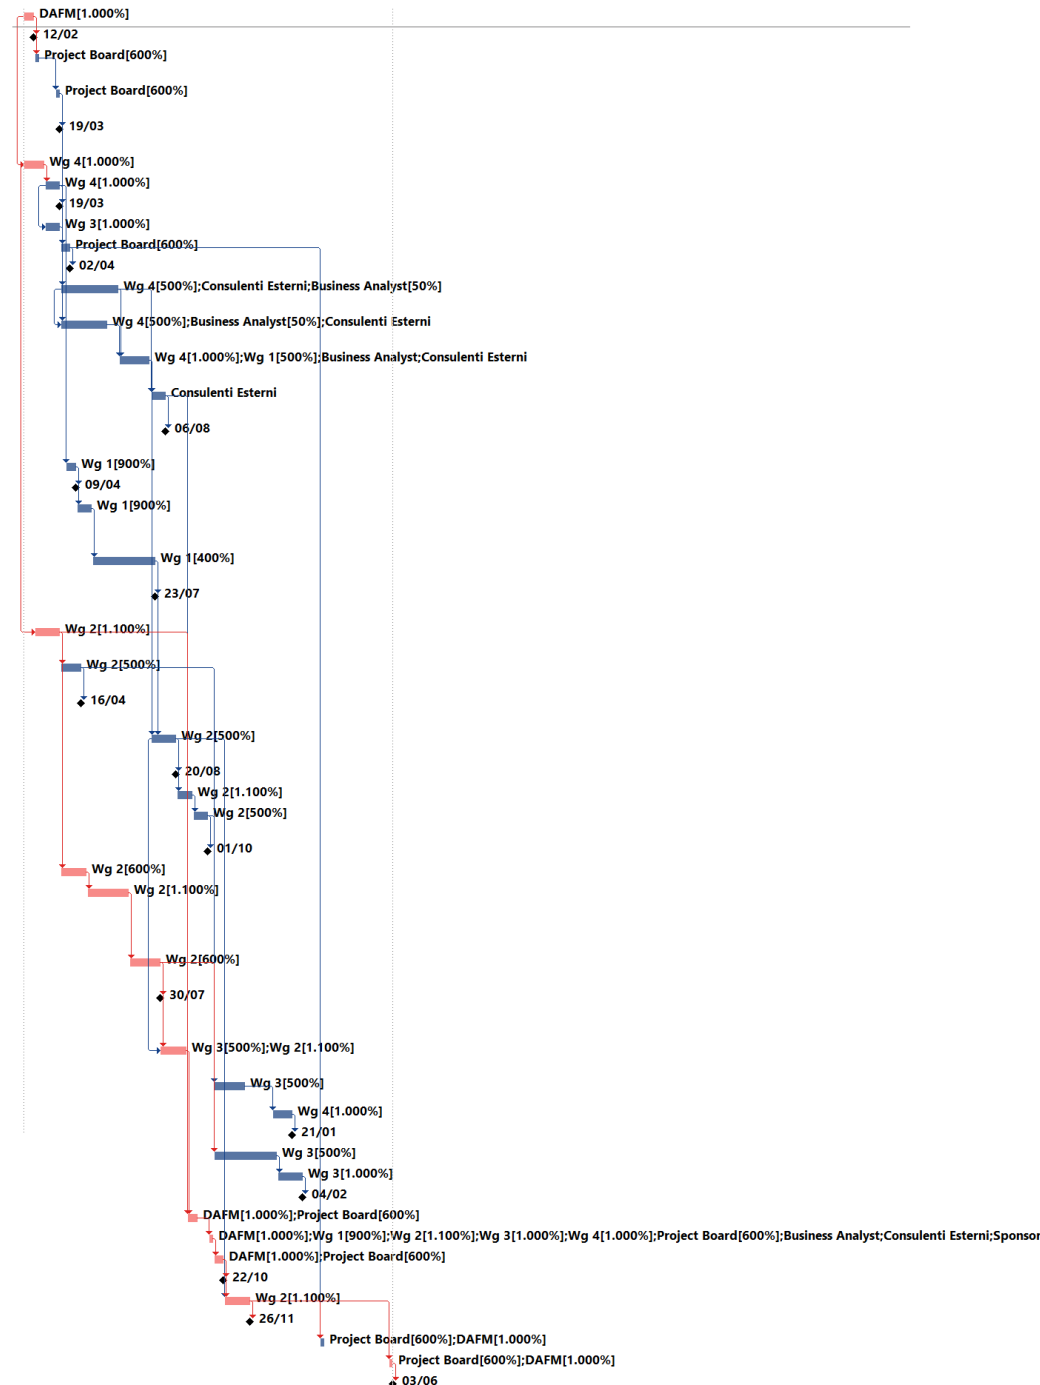 DAFM[1.000%]
12/02
Project Board[600%]
Project Board[600%]
19/03
Wg 4[1.000%]
Wg 4[1.000%]
19/03
Wg 3[1.000%]
Project Board[600%]
02/04
Wg 4[500%];Consulenti Esterni;Business Analyst[50%]
Wg 4[500%];Business Analyst[50%];Consulenti Esterni
Wg 4[1.000%];Wg 1[500%];Business Analyst;Consulenti Esterni
Consulenti Esterni
06/08
Wg 1[900%]
09/04
Wg 1[900%]
Wg 1[400%]
23/07
Wg 2[1.100%]
Wg 2[500%]
16/04
Wg 2[500%]
20/08
Wg 2[1.100%]
Wg 2[500%]
01/10
Wg 2[600%]
Wg 2[1.100%]
Wg 2[600%]
30/07
Wg 3[500%];Wg 2[1.100%]
Wg 3[500%]
Wg 4[1.000%]
21/01
Wg 3[500%]
Wg 3[1.000%]
04/02
DAFM[1.000%];Project Board[600%]
DAFM[1.000%];Wg 1[900%];Wg 2[1.100%];Wg 3[1.000%];Wg 4[1.000%];Project Board[600%];Business Analyst;Consulenti Esterni;Sponsor
DAFM[1.000%];Project Board[600%]
22/10
Wg 2[1.100%]
26/11
Project Board[600%];DAFM[1.000%]
Project Board[600%];DAFM[1.000%]
03/06